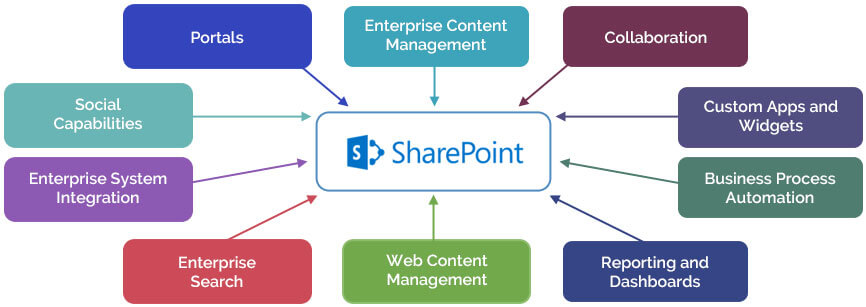 Portals
Enterprise Content
Management
Collaboration
Social
Capabilities
Custom Apps and
Widgets
S
SharePoint
Enterprise System
Integration
Business Process
Automation
Enterprise
Search
Web Content
Management
Reporting and
Dashboards